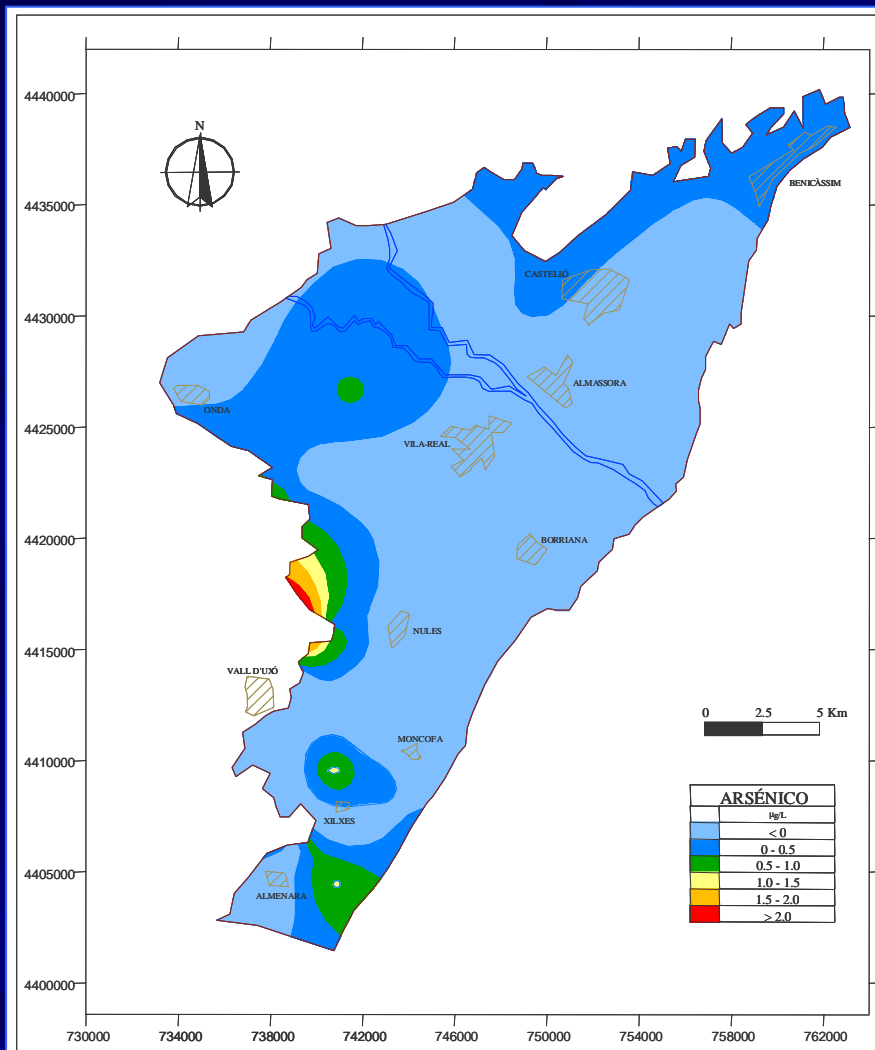 4440000
N
BENICÀSSIM
4435000
CASTELLÓ
4430000
ALMASSORA
ONDA
4425000
VILA-REAL
4420000
BORRIANA
NULES
4415000
VALL D'UXÓ
0 2.5 5 Km
MONCOFA
4410000
ARSÉNICO
µg/L
< 0
0 - 0.5
0.5 - 1.0
1.0 - 1.5
1.5 - 2.0
> 2.0
XILXES
4405000
ALMENARA
4400000
730000 734000 738000 742000 746000 750000 754000 758000 762000